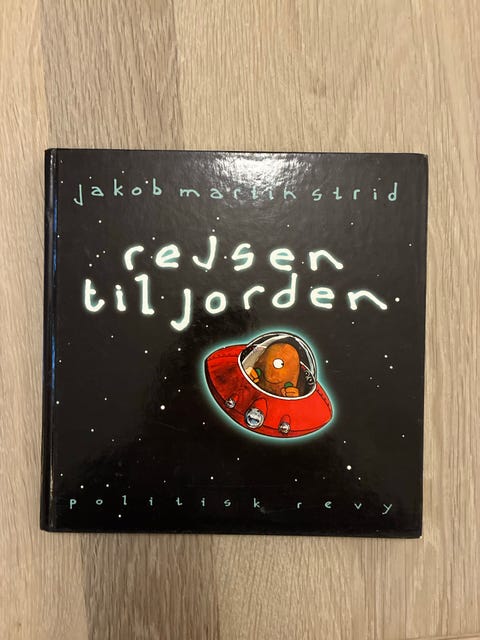 jakob martin strid
rejsen
til jorden
politisk revy